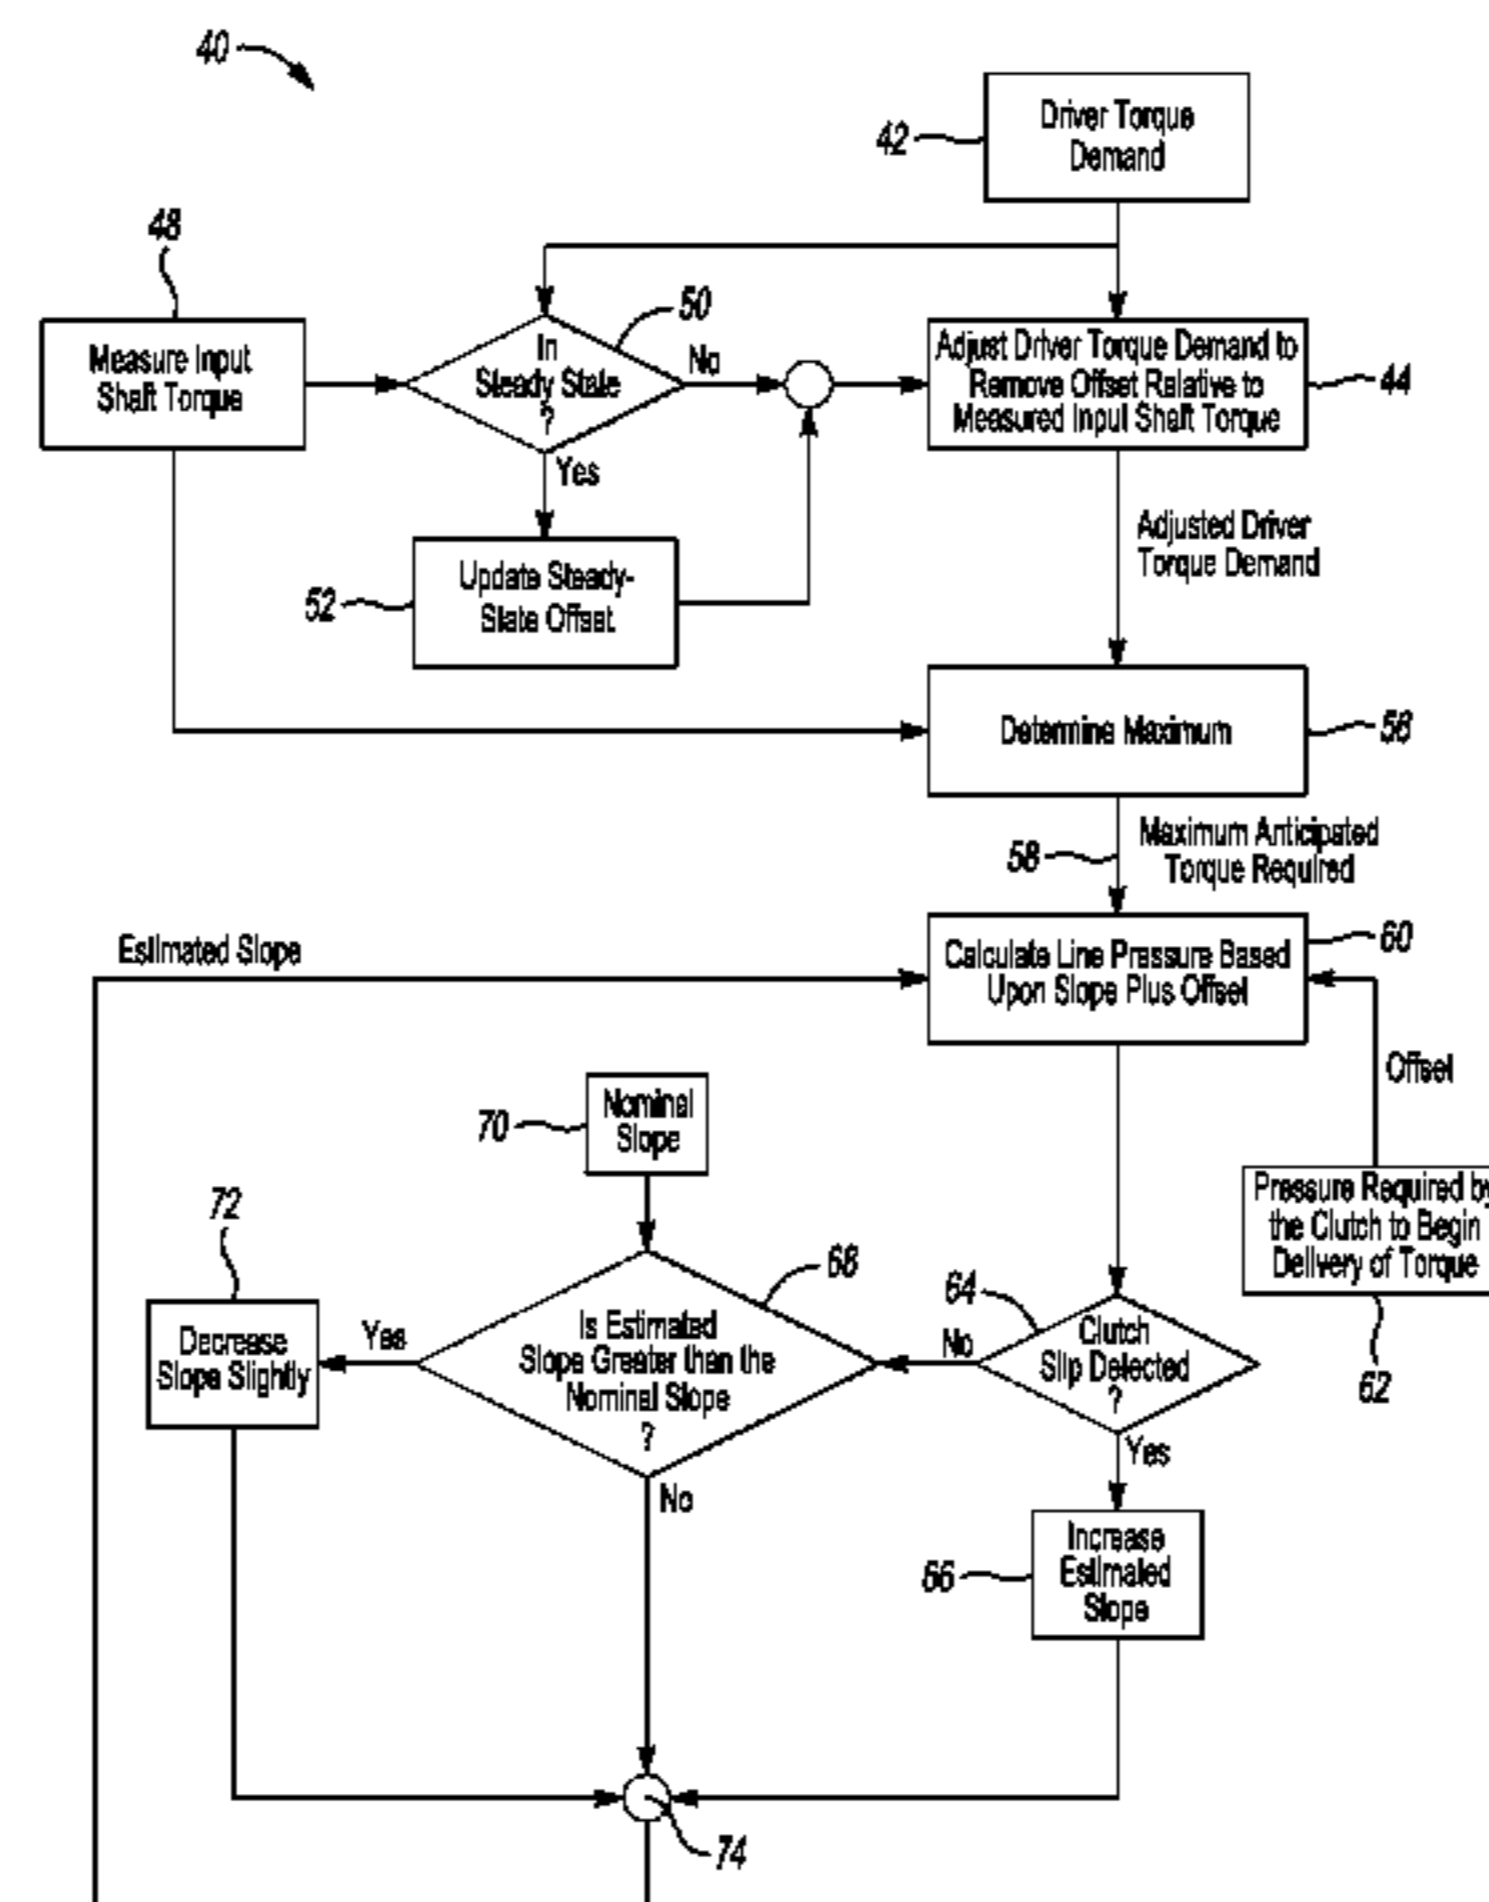 40
42
Driver Torque
Demand
48
Measure Input
Shaft Torque
50
In
Steady State
?
No
Yes
Adjust Driver Torque Demand to
Remove Offset Relative to
Measured Input Shaft Torque
44
52
Update Steady-
State Offset
Adjusted Driver
Torque Demand
Determine Maximum
56
58
Maximum Anticipated
Torque Required
Estimated Slope
Calculate Line Pressure Based
Upon Slope Plus Offset
60
Offset
70
Nominal
Slope
Pressure Required by
the Clutch to Begin
Delivery of Torque
62
72
Decrease
Slope Slightly
Yes
68
Is Estimated
Slope Greater than the
Nominal Slope
?
No
64
No
Clutch
Slip Detected
?
Yes
66
Increase
Estimated
Slope
74